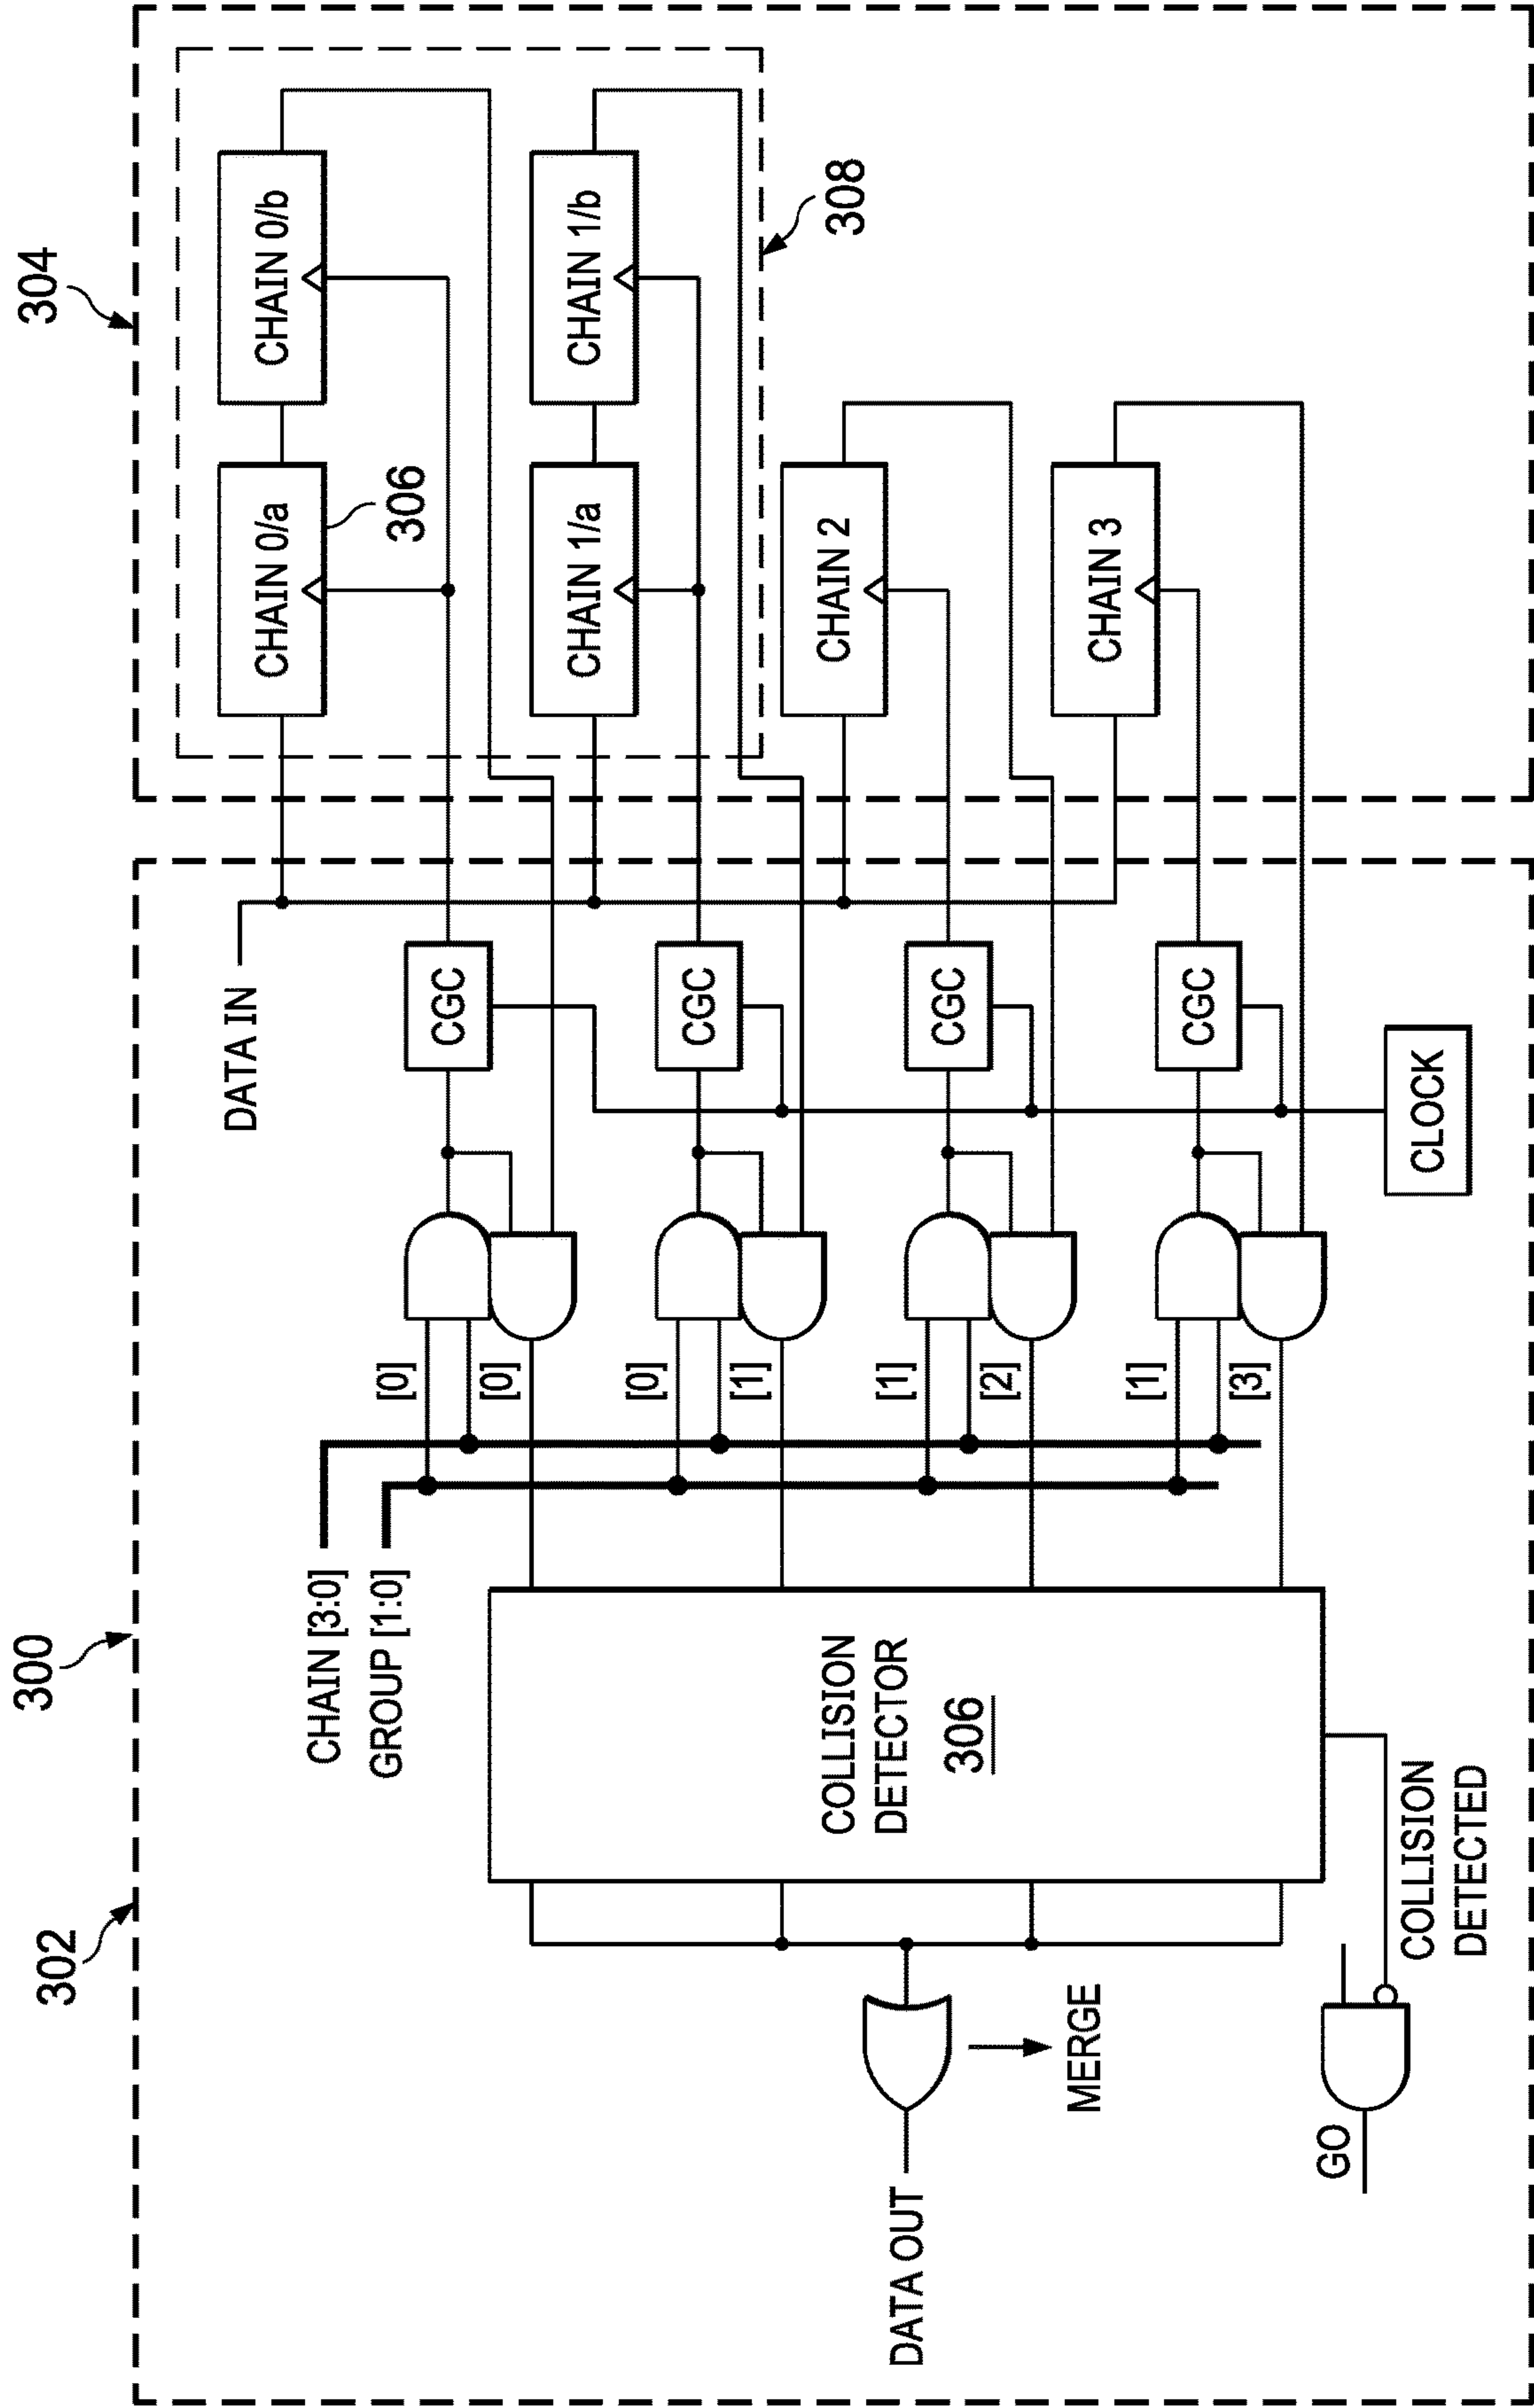 300
302
304
DATA IN
CHAIN 0/a
CHAIN 0/b
306
CHAIN 1/a
CHAIN 1/b
308
CHAIN 2
CHAIN 3
CGC
CGC
CGC
CGC
CLOCK
CHAIN [3:0]
GROUP [1:0]
[0]
[0]
[0]
[1]
[1]
[2]
[1]
[3]
COLLISION
DETECTOR
306
DATA OUT
MERGE
GO
COLLISION
DETECTED